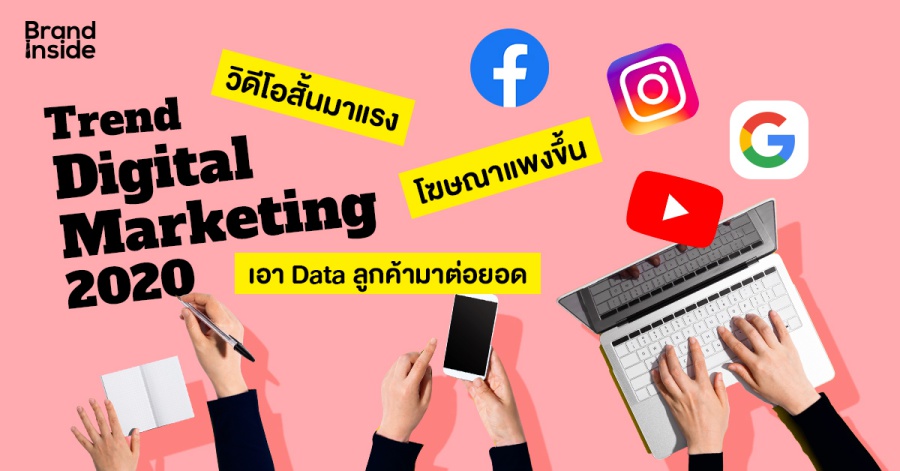 Brand
Inside
Trend
Digital
Marketing
2020
วิดีโอสั้นมาแรง
โฆษณาแพงขึ้น
เอา Data ลูกค้ามาต่อยอด